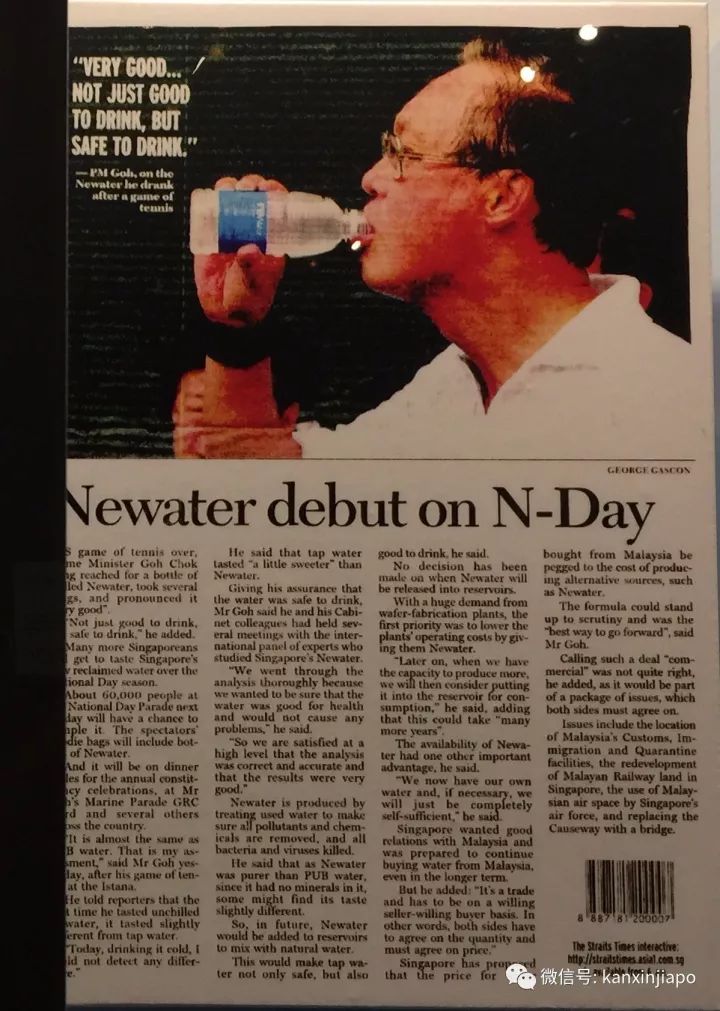 “VERY GOOD...
NOT JUST GOOD
TO DRINK, BUT
SAFE TO DRINK.”
— PM Goh, on the
Newater he drank
after a game of
tennis
GEORGE GASCON
Newater debut on N-Day
S game of tennis over,
me Minister Goh Chok
ng reached for a bottle of
led Newater, took several
gs, and pronounced it
ry good”.
“Not just good to drink,
safe to drink,” he added.
Many more Singaporeans
get to taste Singapore’s
reclaimed water over the
ional Day season.
About 60,000 people at
National Day Parade next
day will have a chance to
mple it. The spectators’
die bags will include bot-
of Newater.
And it will be on dinner
les for the annual constit-
cy celebrations, at Mr
h’s Marine Parade GRC
rd and several others
oss the country.
“It is almost the same as
B water. That is my as-
sment,” said Mr Goh yes-
day, after his game of ten-
at the Istana.
He told reporters that the
t time he tasted unchilled
water, it tasted slightly
erent from tap water.
“Today, drinking it cold, I
ld not detect any differ-
e.”
He said that tap water
tasted “a little sweeter” than
Newater.
Giving his assurance that
the water was safe to drink,
Mr Goh said he and his Cabi-
net colleagues had held sev-
eral meetings with the inter-
national panel of experts who
studied Singapore’s Newater.
“We went through the
analysis thoroughly because
we wanted to be sure that the
water was good for health
and would not cause any
problems,” he said.
“So we are satisfied at a
high level that the analysis
was correct and accurate and
that the results were very
good.”
Newater is produced by
treating used water to make
sure all pollutants and chem-
icals are removed, and all
bacteria and viruses killed.
He said that as Newater
was purer than PUB water,
since it had no minerals in it,
some might find its taste
slightly different.
So, in future, Newater
would be added to reservoirs
to mix with natural water.
This would make tap wa-
ter not only safe, but also
good to drink, he said.
No decision has been
made on when Newater will
be released into reservoirs.
With a huge demand from
wafer-fabrication plants, the
first priority was to lower the
plants’ operating costs by giv-
ing them Newater.
“Later on, when we have
the capacity to produce more,
we will then consider putting
it into the reservoir for con-
sumption,” he said, adding
that this could take “many
more years”.
The availability of Newa-
ter had one other important
advantage, he said.
“We now have our own
water and, if necessary, we
will just be completely
self-sufficient,” he said.
Singapore wanted good
relations with Malaysia and
was prepared to continue
buying water from Malaysia,
even in the longer term.
But he added: “It’s a trade
and has to be on a willing
seller-willing buyer basis. In
other words, both sides have
to agree on the quantity and
must agree on price.”
Singapore has proposed
that the price for
bought from Malaysia be
pegged to the cost of produc-
ing alternative sources, such
as Newater.
The formula could stand
up to scrutiny and was the
“best way to go forward”, said
Mr Goh.
Calling such a deal “com-
mercial” was not quite right,
he added, as it would be part
of a package of issues, which
both sides must agree on.
Issues include the location
of Malaysia’s Customs, Im-
migration and Quarantine
facilities, the redevelopment
of Malayan Railway land in
Singapore, the use of Malay-
sian air space by Singapore’s
air force, and replacing the
Causeway with a bridge.
8 887181 209007
The Straits Times interactive:
http://straitstimes.asia1.com.sg
微信号: kanxinjiapo